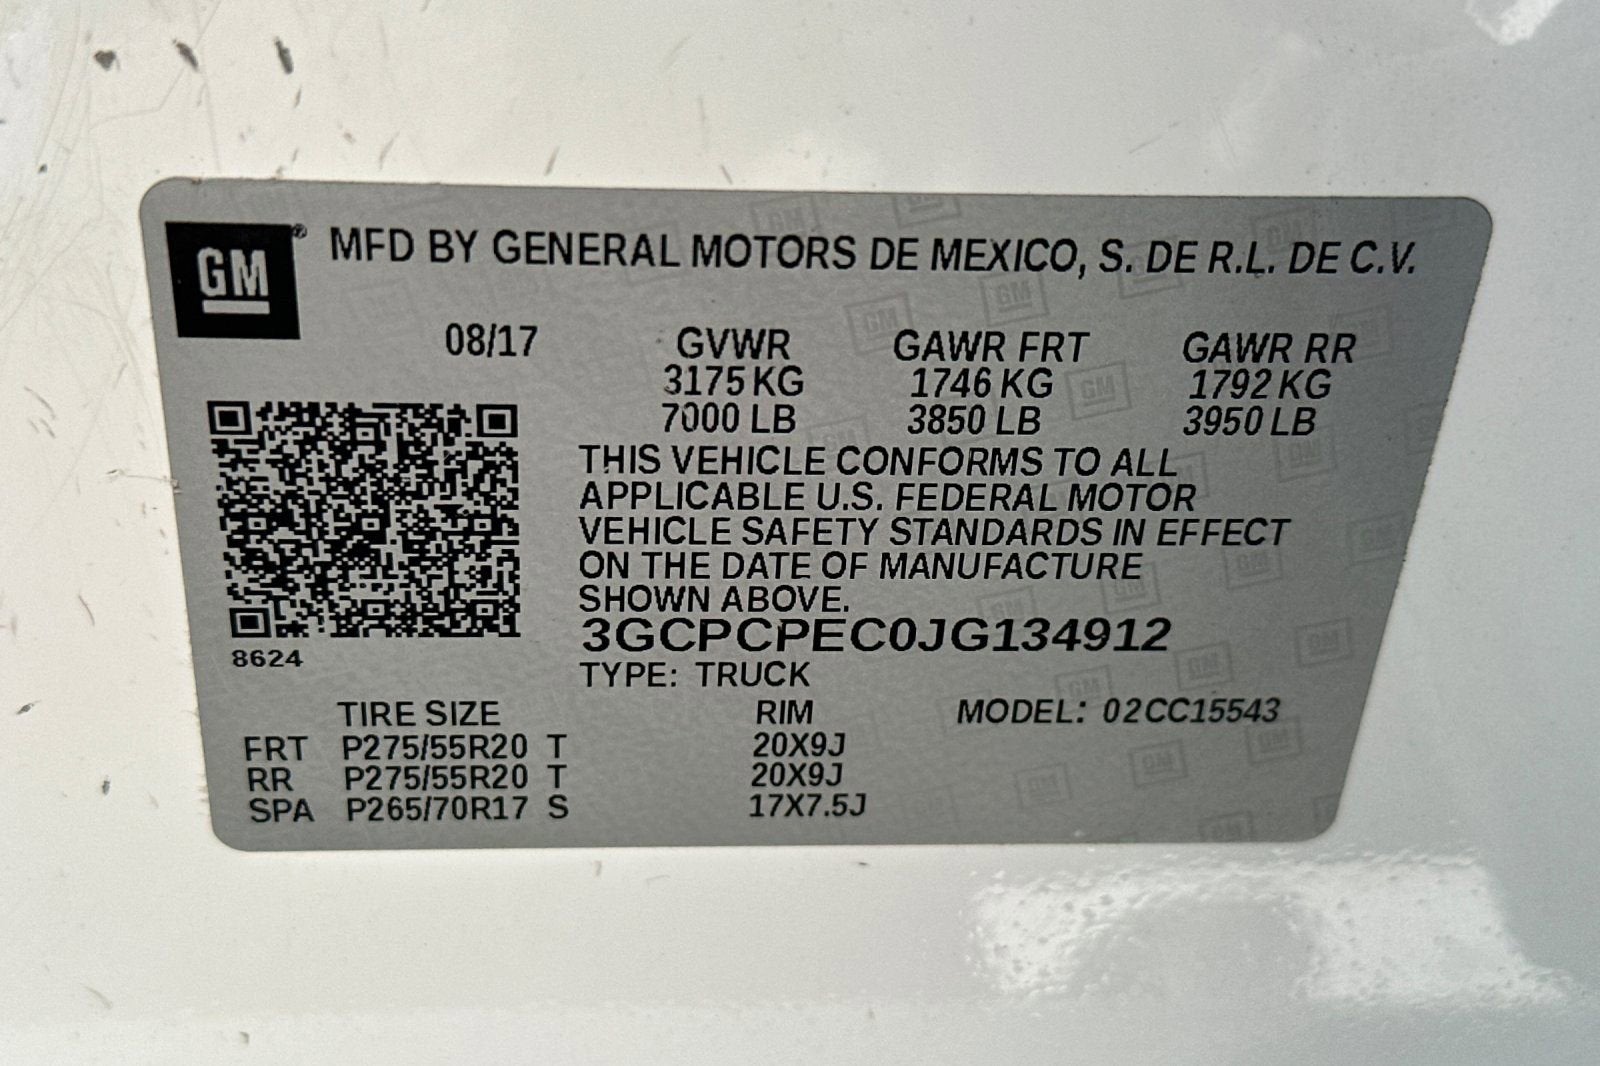 GM® MFD BY GENERAL MOTORS DE MEXICO, S. DE R.L. DE C.V.
08/17 GVWR GAWR FRT GAWR RR
3175 KG 1746 KG 1792 KG
7000 LB 3850 LB 3950 LB
THIS VEHICLE CONFORMS TO ALL
APPLICABLE U.S. FEDERAL MOTOR
VEHICLE SAFETY STANDARDS IN EFFECT
ON THE DATE OF MANUFACTURE
SHOWN ABOVE.
3GCPCPEC0JG134912
8624
TYPE: TRUCK
TIRE SIZE RIM MODEL: 02CC15543
FRT P275/55R20 T 20X9J
RR P275/55R20 T 20X9J
SPA P265/70R17 S 17X7.5J